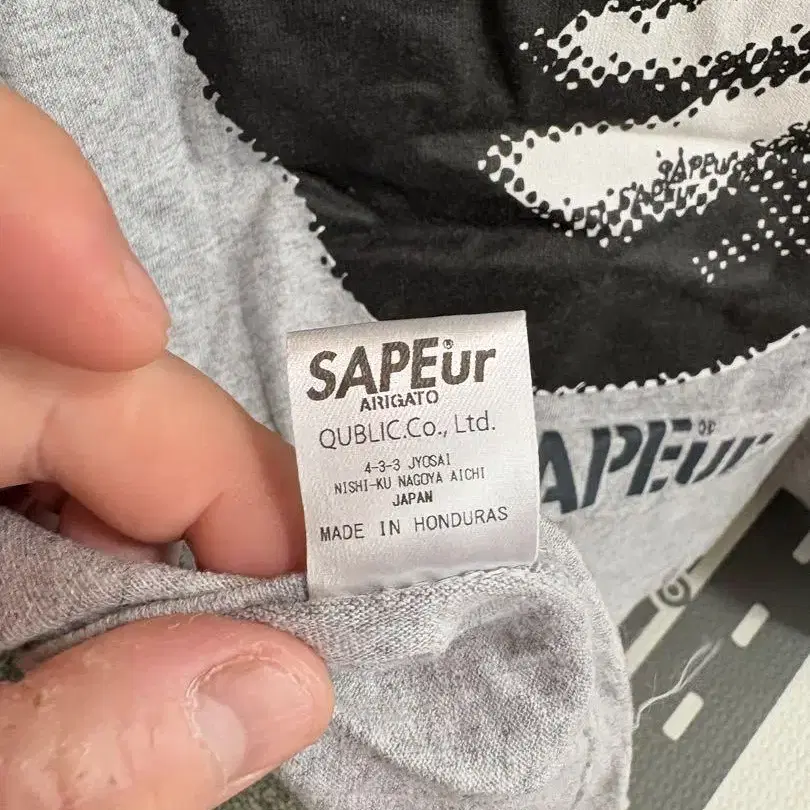 SAPEur
SAPEur
SAPEur®
ARIGATO
QUBLIC.Co., Ltd.
4-3-3 JYOSAI
NISHI-KU NAGOYA AICHI
JAPAN
MADE IN HONDURAS
SAPEur